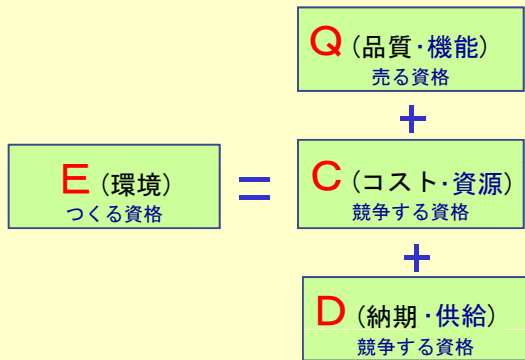 Q (品質・機能)
売る資格
+
E (環境)
つくる資格
=
C (コスト・資源)
競争する資格
+
D (納期・供給)
競争する資格